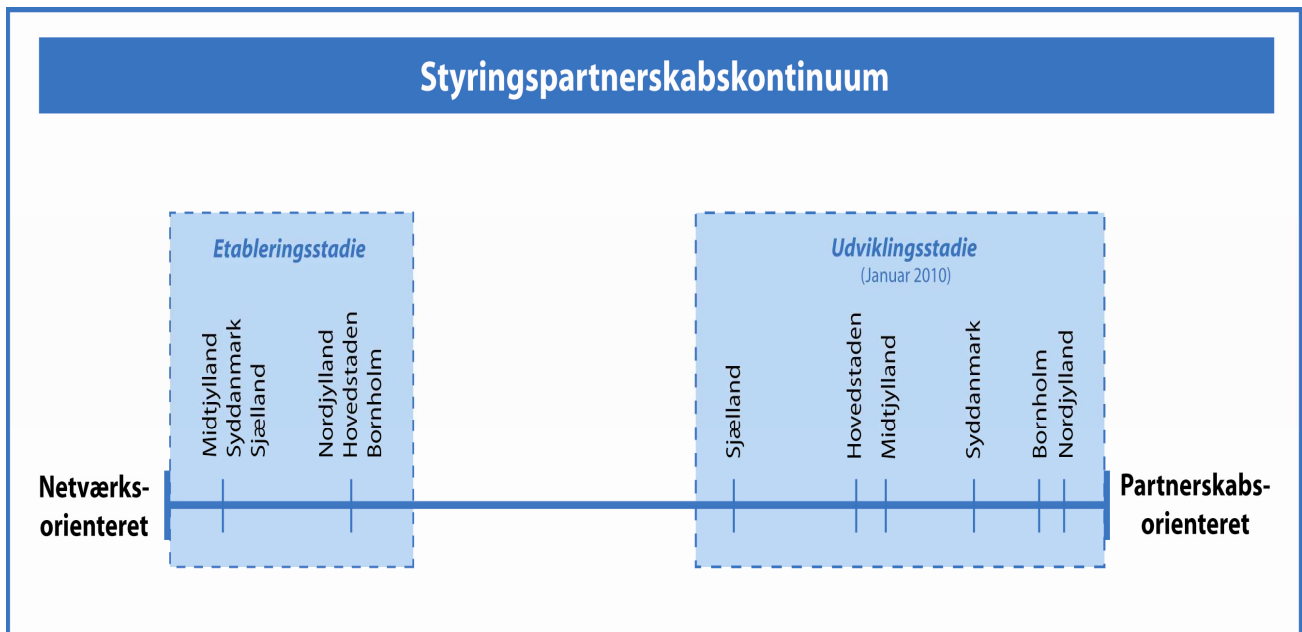 Styringspartnerskabskontinuum
Etableringsstadie
Midtjylland
Syddanmark
Sjælland
Nordjylland
Hovedstaden
Bornholm
Udviklingsstadie
(Januar 2010)
Sjælland
Hovedstaden
Midtjylland
Syddanmark
Bornholm
Nordjylland
Netværks-
orienteret
Partnerskabs-
orienteret